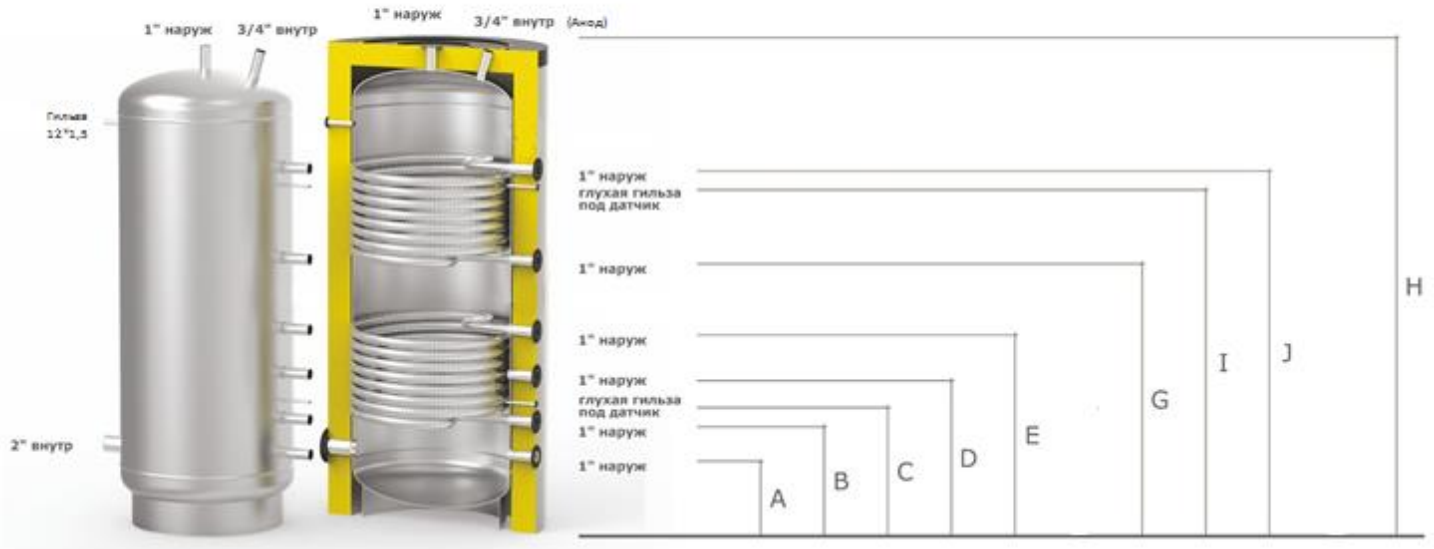 1" наруж 3/4" внутр
1" наруж
3/4" внутр (Анод)
Гильза
12*1,5
2" внутр
1" наруж
глухая гильза
под датчик
1" наруж
1" наруж
1" наруж
глухая гильза
под датчик
1" наруж
1" наруж
A
B
C
D
E
G
I
J
H